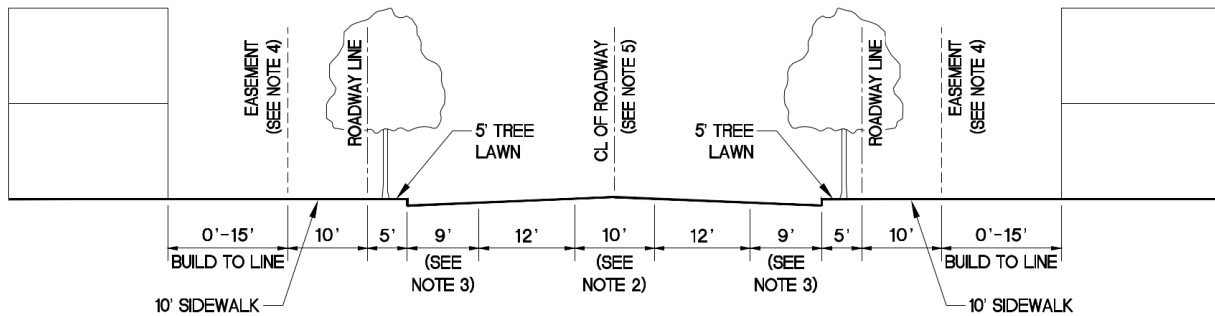 EASEMENT
(SEE NOTE 4)
ROADWAY LINE
5' TREE
LAWN
CL OF ROADWAY
(SEE NOTE 5)
5' TREE
LAWN
ROADWAY LINE
EASEMENT
(SEE NOTE 4)
0'-15' 10' 5' 9' 12' 10' 12' 9' 5' 10' 0'-15'
BUILD TO LINE
(SEE
NOTE 3)
(SEE
NOTE 2)
(SEE
NOTE 3)
BUILD TO LINE
10' SIDEWALK
10' SIDEWALK